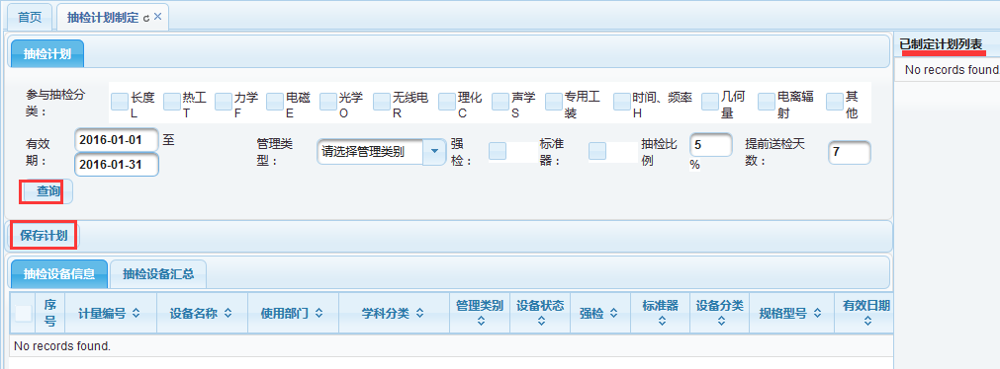 首页
抽检计划制定
抽检计划
参与抽检分类：
长度L
热工T
力学F
电磁E
光学O
无线电R
理化C
声学S
专用工装
时间、频率H
几何量
电离辐射
其他
有效期：
2016-01-01 至
2016-01-31
管理类型：
请选择管理类别
强检：
标准器：
抽检比例
5
%
提前送检天数：
7
查询
保存计划
抽检设备信息
抽检设备汇总
序号
计量编号
设备名称
使用部门
学科分类
管理类别
设备状态
强检
标准器
设备分类
规格型号
有效日期
No records found.
已制定计划列表
No records found